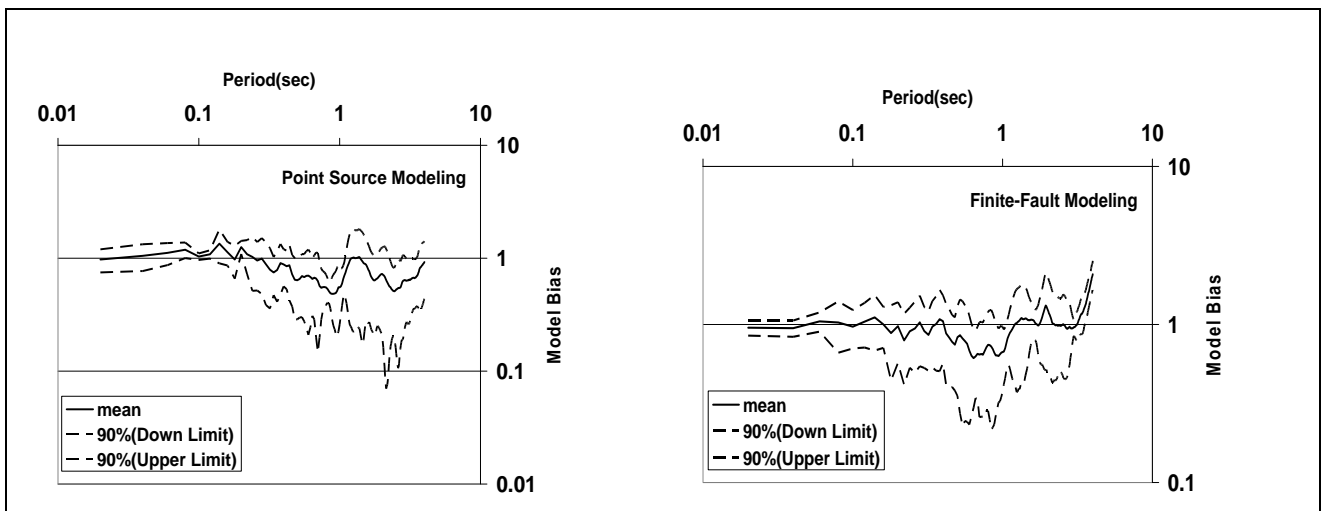 Period(sec)
0.01 0.1 1 10
10
Point Source Modeling
1
Model Bias
0.1
mean
90%(Down Limit)
90%(Upper Limit)
0.01
Period(sec)
0.01 0.1 1 10
10
Finite-Fault Modeling
1
Model Bias
mean
90%(Down Limit)
90%(Upper Limit)
0.1